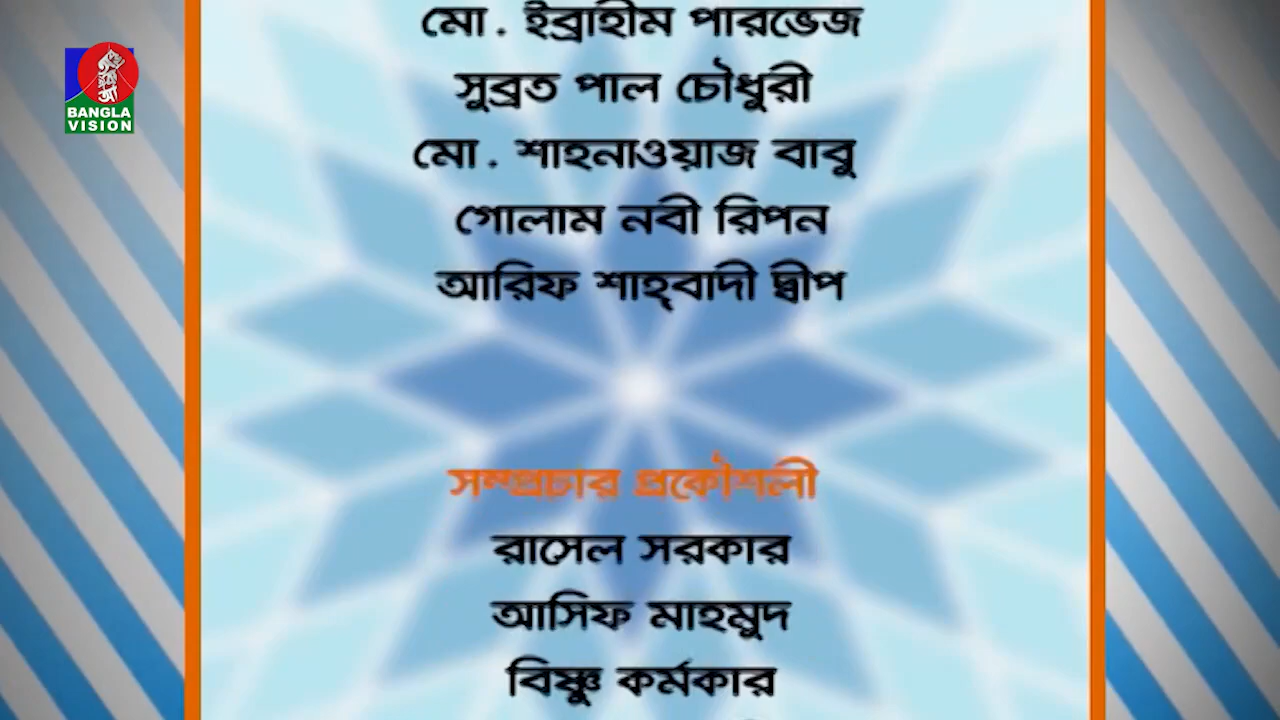 মো. ইব্রাহীম পারভেজ
সুব্রত পাল চৌধুরী
BANGLA
VISION
মো. শাহনাওয়াজ বাবু
গোলাম নবী রিপন
আরিফ শাহ্‌বাদী দ্বীপ
সম্প্রচার প্রকৌশলী
রাসেল সরকার
আসিফ মাহমুদ
বিষ্ণু কর্মকার